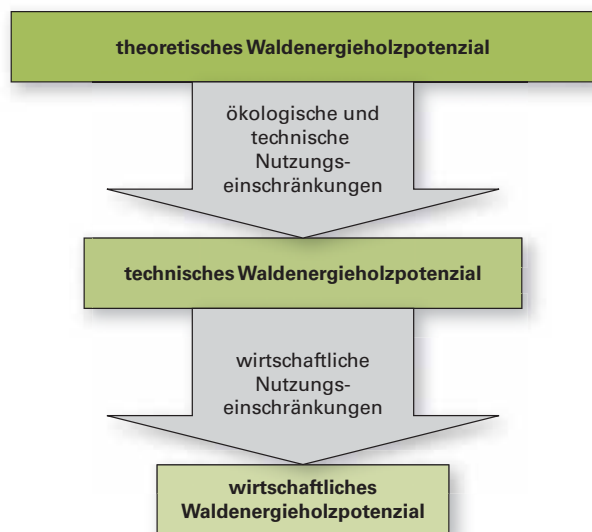 theoretisches Waldenergieholzpotenzial
ökologische und
technische
Nutzungs-
einschränkungen
technisches Waldenergieholzpotenzial
wirtschaftliche
Nutzungs-
einschränkungen
wirtschaftliches
Waldenergieholzpotenzial